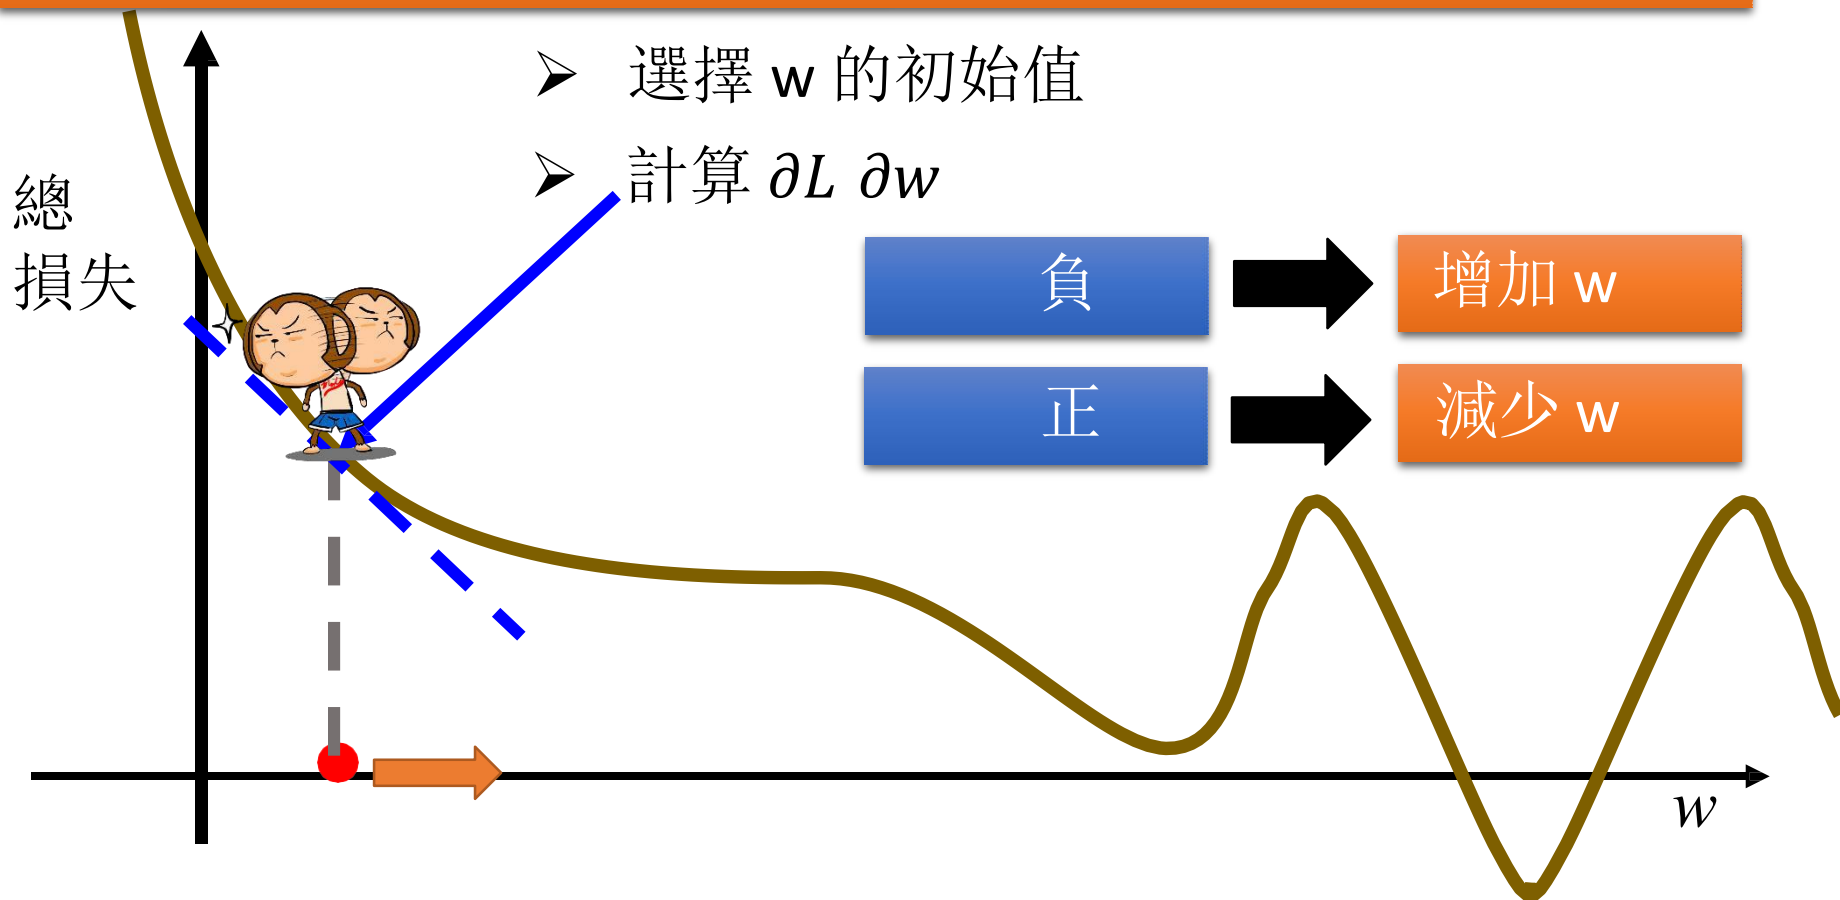 選擇 w 的初始值
計算 ∂L ∂w
總
損失
負
增加 w
正
減少 w
w